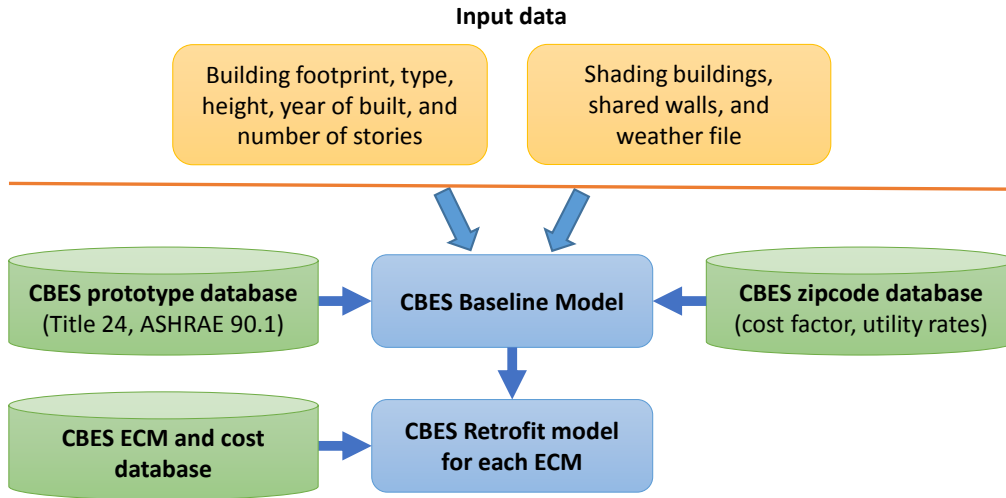 Input data
Building footprint, type,
height, year of built, and
number of stories
Shading buildings,
shared walls, and
weather file
CBES prototype database
(Title 24, ASHRAE 90.1)
CBES Baseline Model
CBES zipcode database
(cost factor, utility rates)
CBES ECM and cost
database
CBES Retrofit model
for each ECM